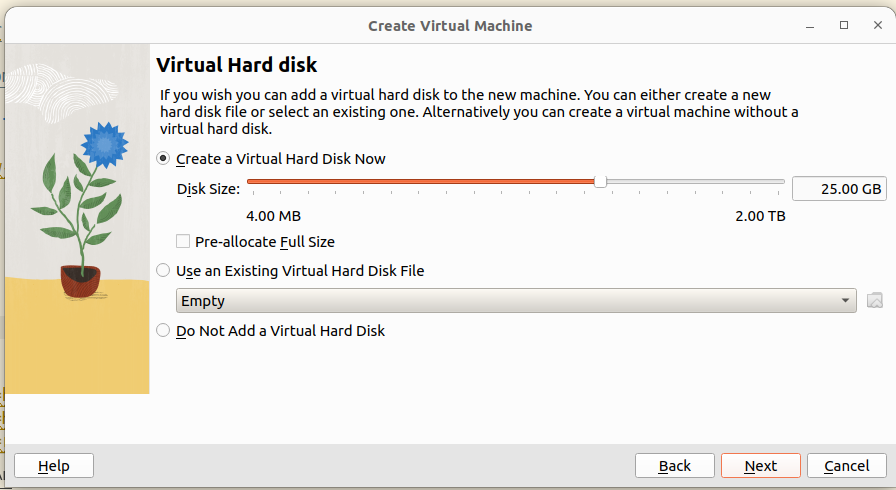 Create Virtual Machine
Virtual Hard disk
If you wish you can add a virtual hard disk to the new machine. You can either create a new
hard disk file or select an existing one. Alternatively you can create a virtual machine without a
virtual hard disk.
Create a Virtual Hard Disk Now
Disk Size:
25.00 GB
4.00 MB
2.00 TB
Pre-allocate Full Size
Use an Existing Virtual Hard Disk File
Empty
Do Not Add a Virtual Hard Disk
Help
Back
Next
Cancel